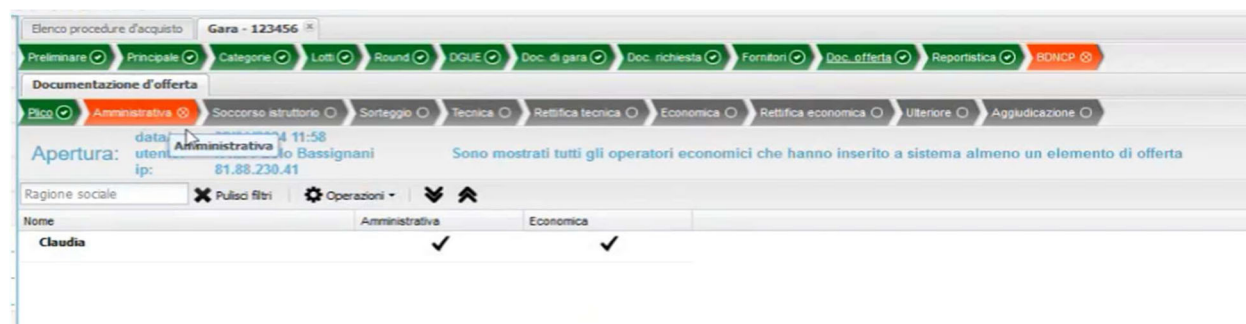 Elenco procedure d'acquisto Gara - 123456
Preliminare Principale Categorie Lotti Round DGUE Doc. di gara Doc. richiesta Fornitori Doc. offerta Reportistica BDNCP
Documentazione d'offerta
Plico Amministrativa Soccorso istruttorio Sorteggio Tecnica Rettifica tecnica Economica Rettifica economica Ulteriore Aggiudicazione
11:58
Amministrativa
Apertura: Bassignani Sono mostrati tutti gli operatori economici che hanno inserito a sistema almeno un elemento di offerta
ip: 81.88.230.41
Ragione sociale Pulisci filtri Operazioni
Nome Amministrativa Economica
Claudia